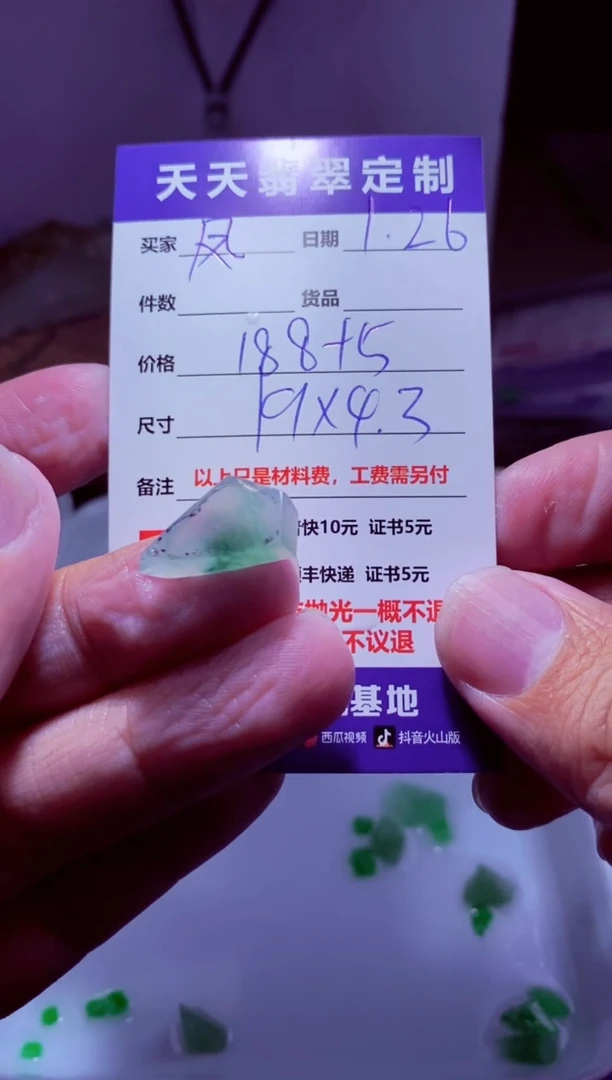 天天翡翠定制
买家 凤 日期 1.26
件数 货品
价格 188+5
尺寸 19X4.3
备注 以上只是材料费，工费需另付
快10元 证书5元
丰快递 证书5元
抛光一概不退
不议退
基地
西瓜视频 抖音火山版